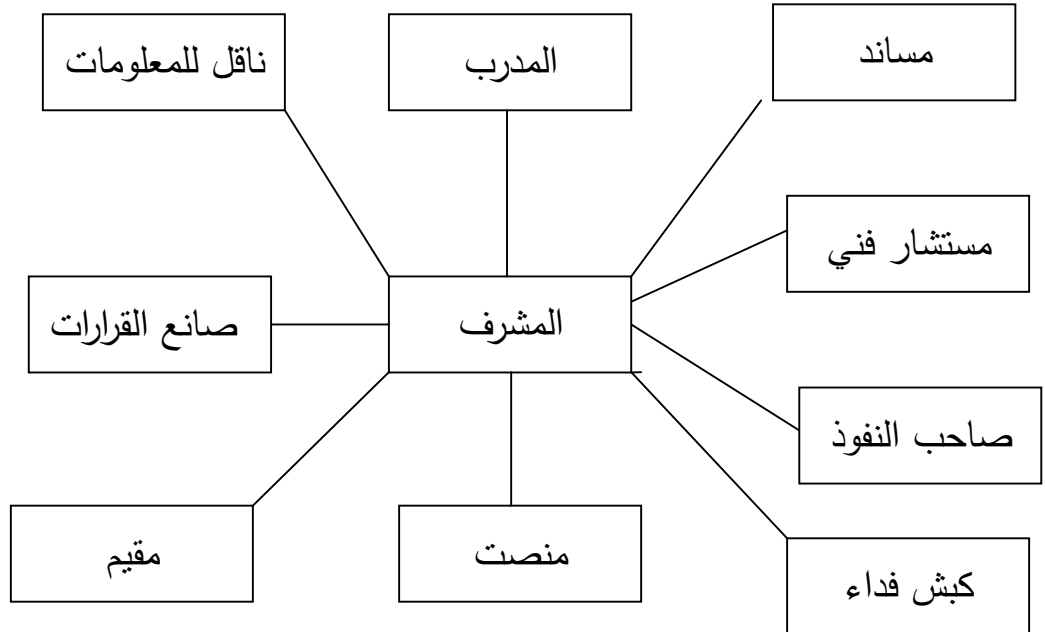 مساند
المدرب
ناقل للمعلومات
مستشار فني
المشرف
صانع القرارات
صاحب النفوذ
كبش فداء
منصت
مقيم